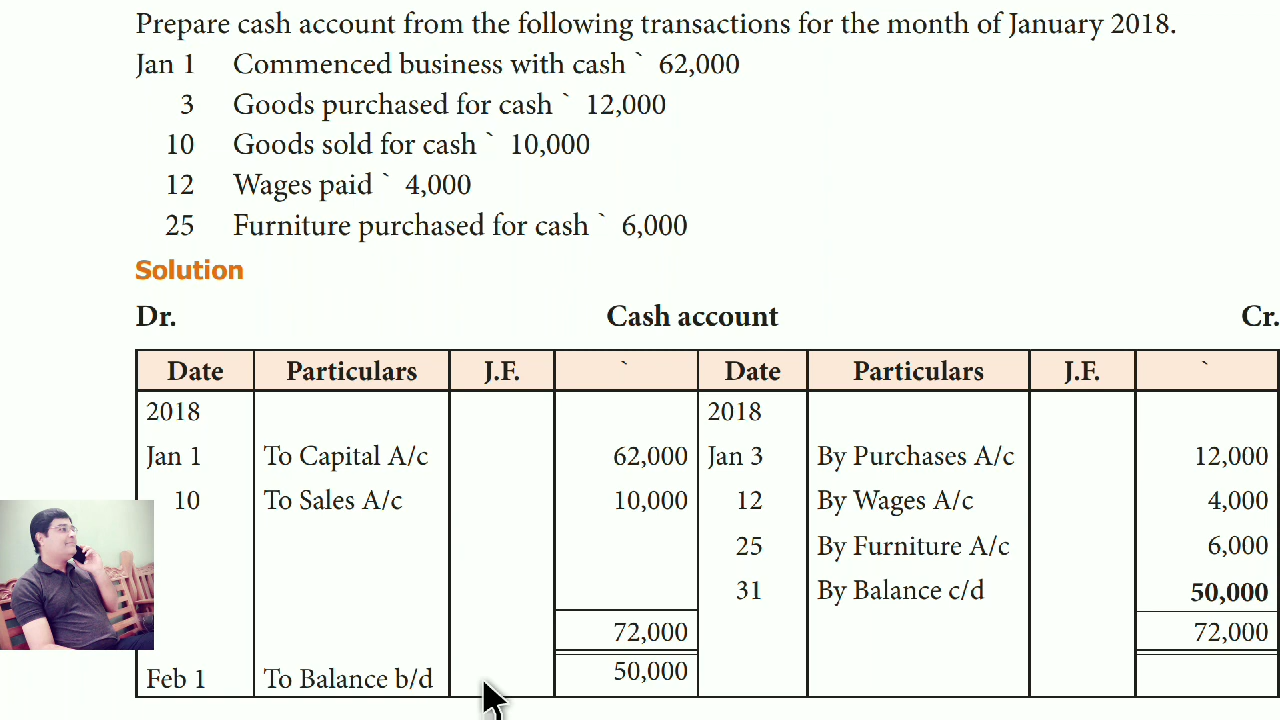 Prepare cash account from the following transactions for the month of January 2018.
Jan 1 Commenced business with cash ` 62,000
3 Goods purchased for cash ` 12,000
10 Goods sold for cash ` 10,000
12 Wages paid ` 4,000
25 Furniture purchased for cash ` 6,000
Solution
Dr. Cash account Cr.
Date Particulars J.F. ` Date Particulars J.F. `
2018 2018
Jan 1 To Capital A/c 62,000 Jan 3 By Purchases A/c 12,000
10 To Sales A/c 10,000 12 By Wages A/c 4,000
25 By Furniture A/c 6,000
31 By Balance c/d 50,000
72,000 72,000
Feb 1 To Balance b/d 50,000